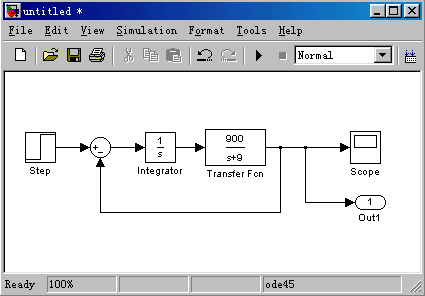 untitled *
File Edit View Simulation Format Tools Help
Normal
+
-
1
s
900
s+9
Step
Integrator
Transfer Fcn
Scope
1
Out1
Ready 100% ode45